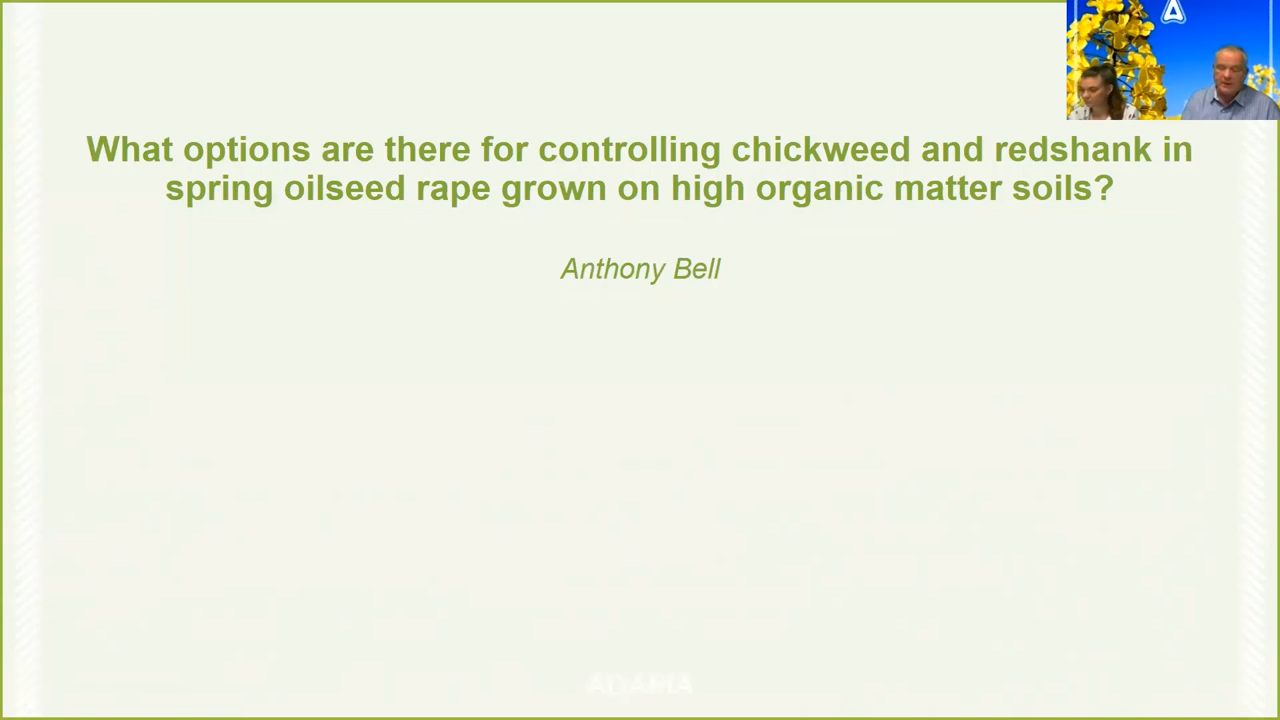 What options are there for controlling chickweed and redshank in
spring oilseed rape grown on high organic matter soils?
Anthony Bell
ADAMA